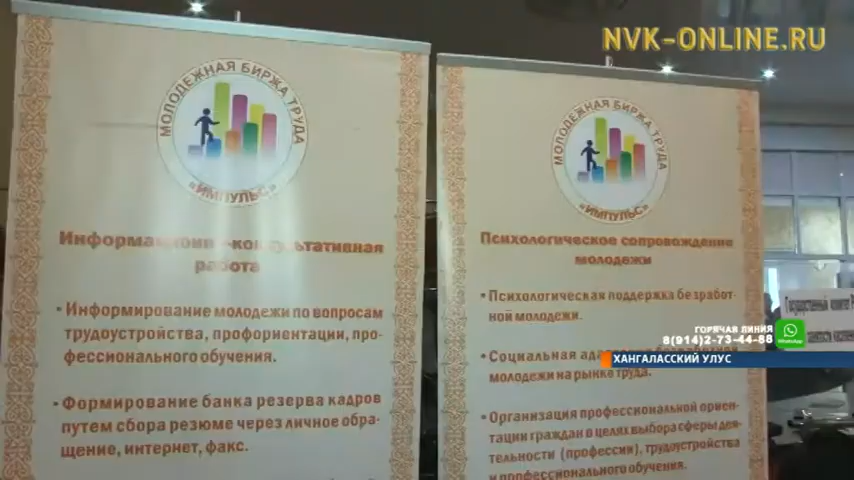 NVK-ONLINE.RU
МОЛОДЕЖНАЯ БИРЖА ТРУДА
«ИМПУЛЬС»
Информационно-консультативная
работа
• Информирование молодежи по вопросам
трудоустройства, профориентации, про-
фессионального обучения.
• Формирование банка резерва кадров
путем сбора резюме через личное обра-
щение, интернет, факс.
МОЛОДЕЖНАЯ БИРЖА ТРУДА
«ИМПУЛЬС»
Психологическое сопровождение
молодежи
• Психологическая поддержка безработ-
ной молодежи.
• Социальная
молодежи на рынке труда.
• Организация профессиональной ориен-
тации граждан в целях выбора сферы дея-
тельности (профессии), трудоустройства
и профессионального обучения.
ГОРЯЧАЯ ЛИНИЯ
8(914)2-73-44-88
WhatsApp
ХАНГАЛАССКИЙ УЛУС